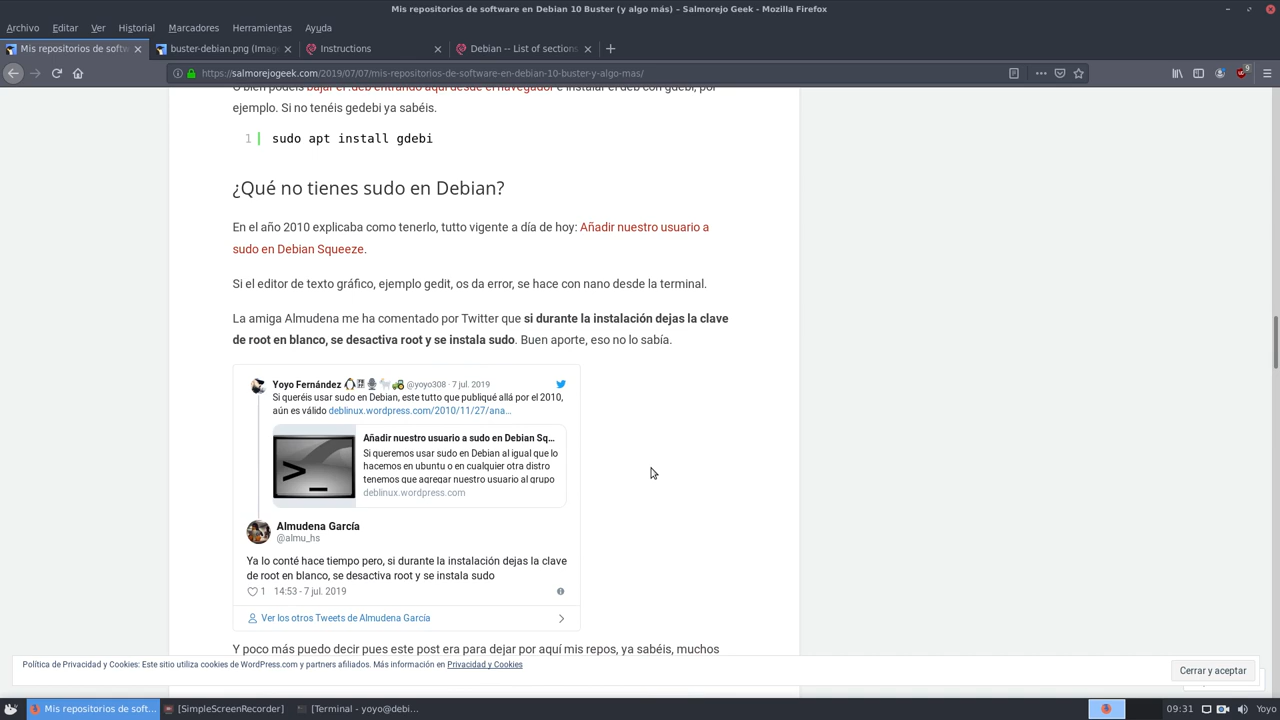 Mis repositorios de software en Debian 10 Buster (y algo más) – Salmorejo Geek - Mozilla Firefox
Archivo Editar Ver Historial Marcadores Herramientas Ayuda
Mis repositorios de softw
buster-debian.png (Imag
Instructions
Debian -- List of sections
https://salmorejogeek.com/2019/07/07/mis-repositorios-de-software-en-debian-10-buster-y-algo-mas/
9
O bien podéis bajar el .deb entrando aquí desde el navegador e instalar el deb con gdebi, por
ejemplo. Si no tenéis gedebi ya sabéis.
1 sudo apt install gdebi
¿Qué no tienes sudo en Debian?
En el año 2010 explicaba como tenerlo, tutto vigente a día de hoy: Añadir nuestro usuario a
sudo en Debian Squeeze.
Si el editor de texto gráfico, ejemplo gedit, os da error, se hace con nano desde la terminal.
La amiga Almudena me ha comentado por Twitter que si durante la instalación dejas la clave
de root en blanco, se desactiva root y se instala sudo. Buen aporte, eso no lo sabía.
Yoyo Fernández @yoyo308 · 7 jul. 2019
Si queréis usar sudo en Debian, este tutto que publiqué allá por el 2010,
aún es válido deblinux.wordpress.com/2010/11/27/ana…
Añadir nuestro usuario a sudo en Debian Sq…
Si queremos usar sudo en Debian al igual que lo
hacemos en ubuntu o en cualquier otra distro
tenemos que agregar nuestro usuario al grupo
deblinux.wordpress.com
Almudena García
@almu_hs
Ya lo conté hace tiempo pero, si durante la instalación dejas la clave
de root en blanco, se desactiva root y se instala sudo
1 14:53 - 7 jul. 2019
Ver los otros Tweets de Almudena García
Y poco más puedo decir pues este post era para dejar por aquí mis repos, ya sabéis, muchos
Política de Privacidad y Cookies: Este sitio utiliza cookies de WordPress.com y partners afiliados. Más información en Privacidad y Cookies
Cerrar y aceptar
Mis repositorios de soft...
[SimpleScreenRecorder]
[Terminal - yoyo@debi...
09:31
Yoyo